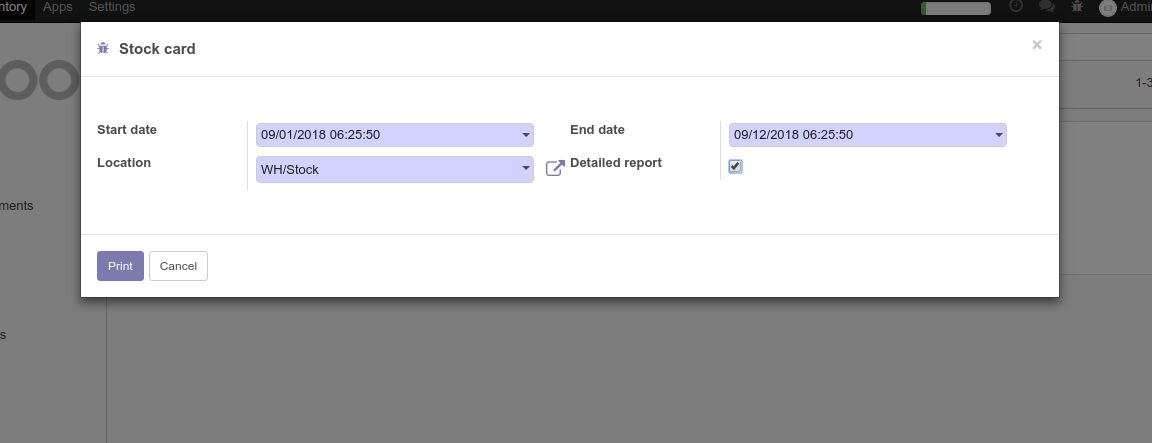 ntory Apps Settings
Admi
Stock card
×
1-3
Start date
09/01/2018 06:25:50
End date
09/12/2018 06:25:50
Location
WH/Stock
Detailed report
ments
Print
Cancel
s